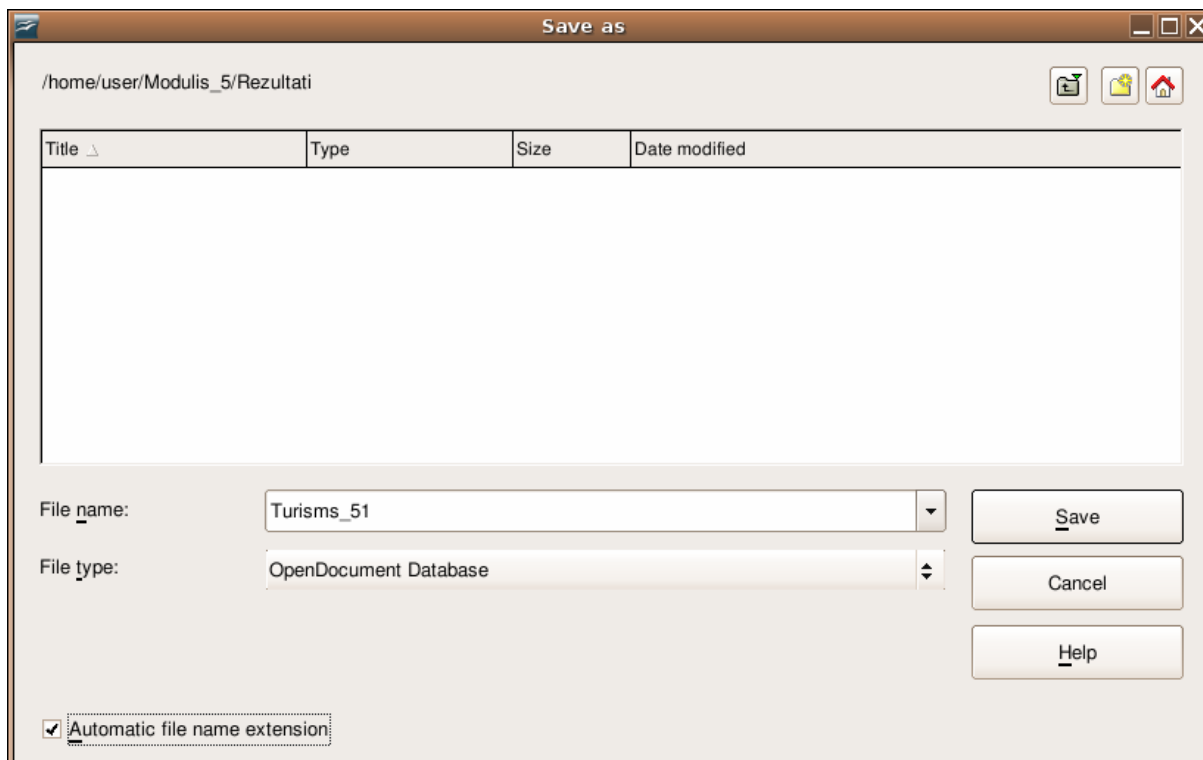 Save as
/home/user/Modulis_5/Rezultati
Title Type Size Date modified
File name: Turisms_51 Save
File type: OpenDocument Database Cancel
Help
Automatic file name extension